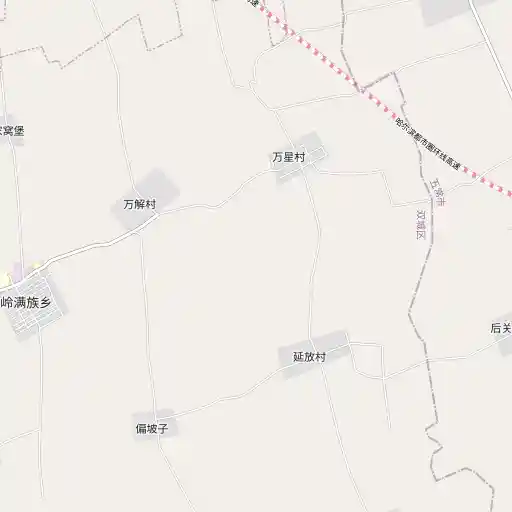 速
哈尔滨都市圈环线高速
窝堡
万星村
五常市
双城区
万解村
岭满族乡
后关
延放村
偏坡子